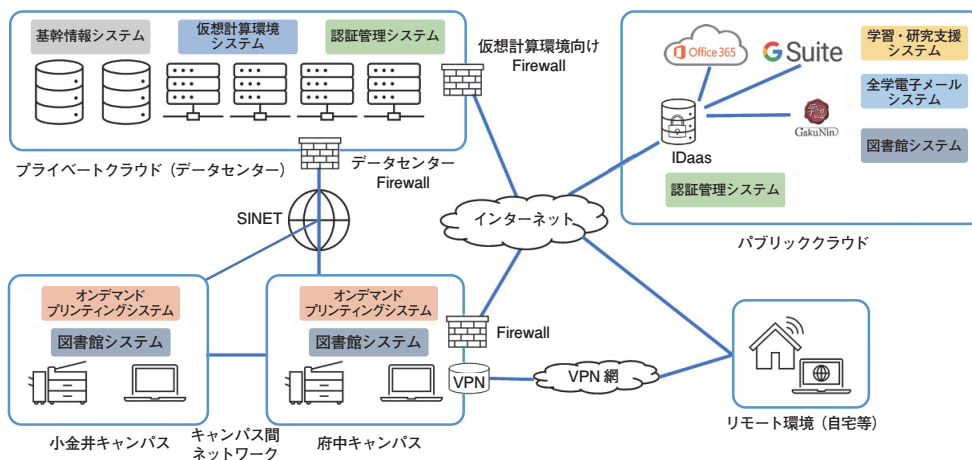 基幹情報システム
仮想計算環境
システム
認証管理システム
仮想計算環境向け
Firewall
プライベートクラウド（データセンター）
データセンター
Firewall
Office 365
G Suite
学習・研究支援
システム
全学電子メール
システム
GakuNin
図書館システム
IDaas
認証管理システム
パブリッククラウド
SINET
インターネット
オンデマンド
プリンティングシステム
図書館システム
小金井キャンパス
キャンパス間
ネットワーク
オンデマンド
プリンティングシステム
図書館システム
府中キャンパス
Firewall
VPN
VPN 網
リモート環境（自宅等）